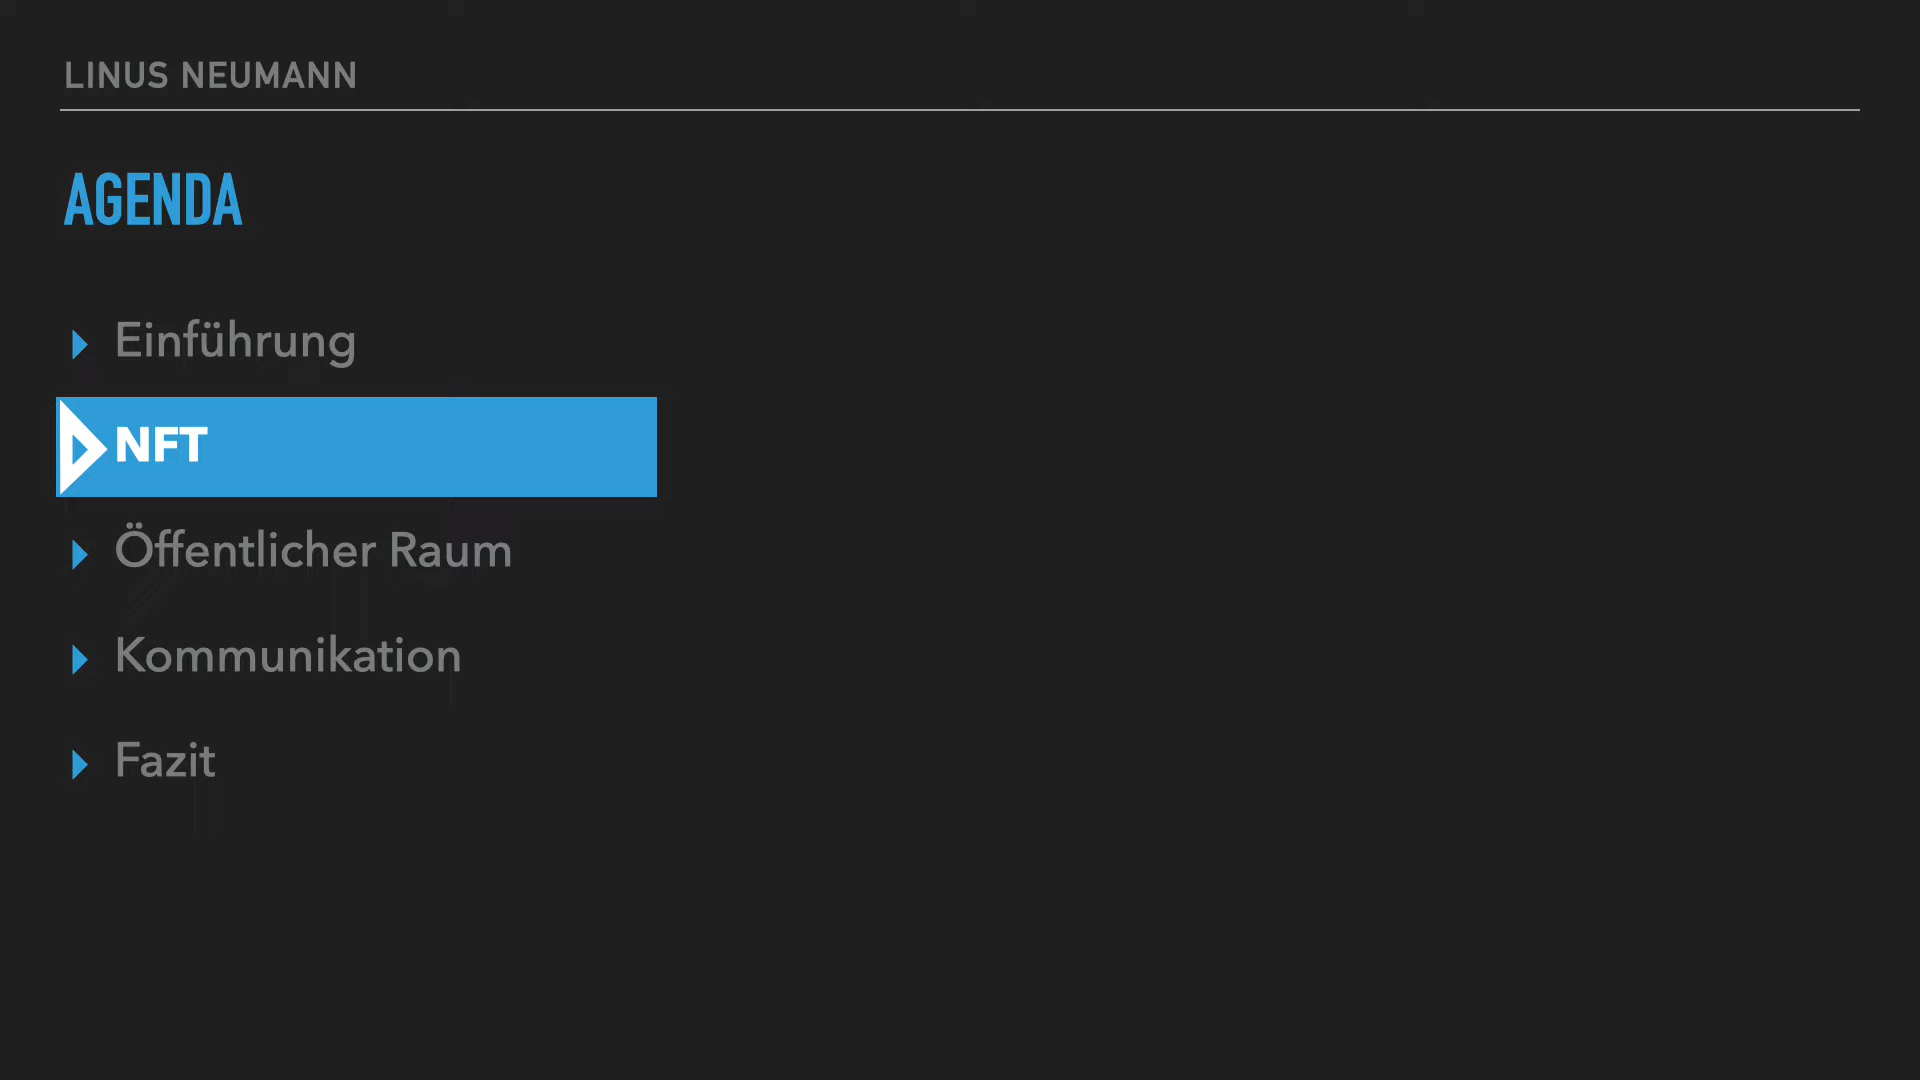 LINUS NEUMANN
AGENDA
Einführung
NFT
Öffentlicher Raum
Kommunikation
Fazit